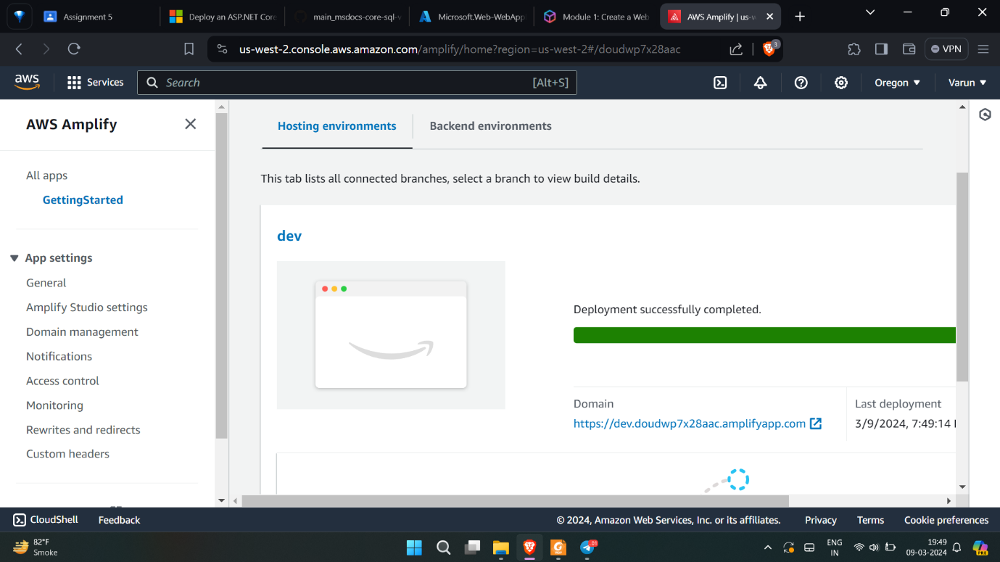 Assignment 5
Deploy an ASP.NET Core
main_msdocs-core-sql-v
Microsoft.Web-WebApp
Module 1: Create a Web
AWS Amplify | us-w
us-west-2.console.aws.amazon.com/amplify/home?region=us-west-2#/doudwp7x28aac
3
VPN
aws
Services
Search
[Alt+S]
Oregon
Varun
AWS Amplify
All apps
GettingStarted
App settings
General
Amplify Studio settings
Domain management
Notifications
Access control
Monitoring
Rewrites and redirects
Custom headers
Hosting environments
Backend environments
This tab lists all connected branches, select a branch to view build details.
dev
Deployment successfully completed.
Domain
https://dev.doudwp7x28aac.amplifyapp.com
Last deployment
3/9/2024, 7:49:14
CloudShell
Feedback
© 2024, Amazon Web Services, Inc. or its affiliates.
Privacy
Terms
Cookie preferences
82°F
Smoke
01
ENG
IN
19:49
09-03-2024
PRE